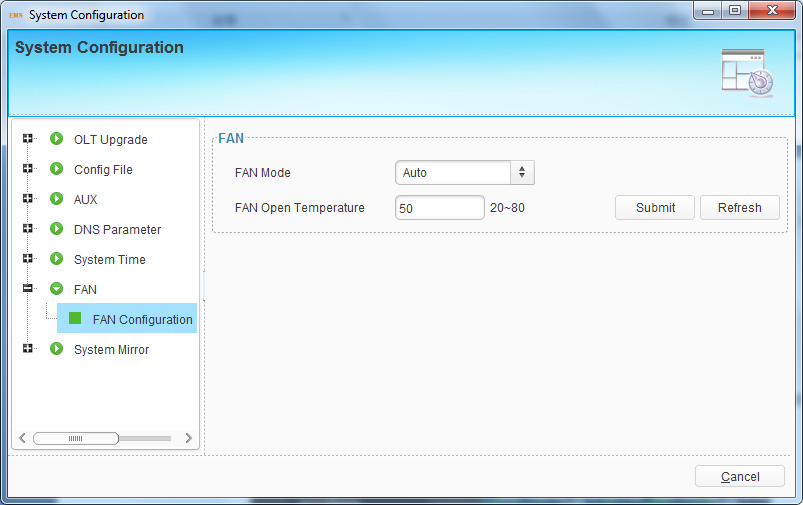 EMS System Configuration
System Configuration
OLT Upgrade
Config File
AUX
DNS Parameter
System Time
FAN
FAN Configuration
System Mirror
FAN
FAN Mode Auto
FAN Open Temperature 50 20~80 Submit Refresh
Cancel